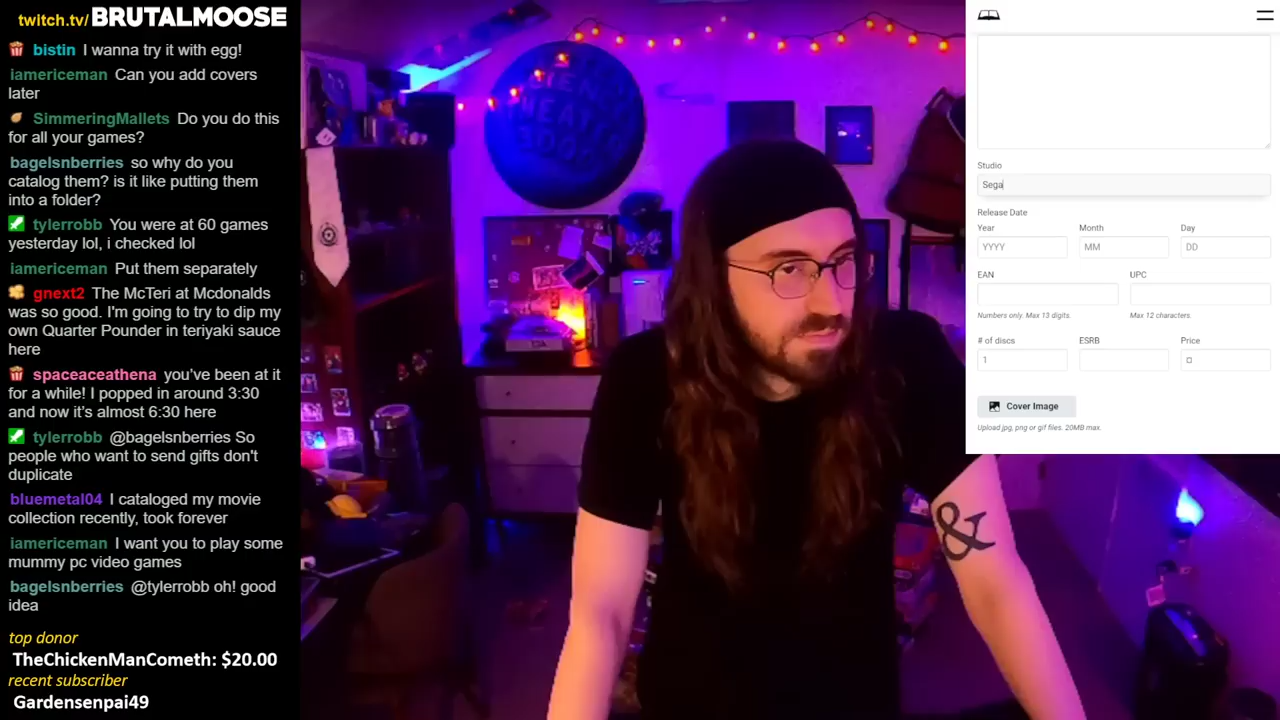 twitch.tv/BRUTALMOOSE
bistin I wanna try it with egg!
iamericeman Can you add covers
later
SimmeringMallets Do you do this
for all your games?
bagelsnberries so why do you
catalog them? is it like putting them
into a folder?
tylerrobb You were at 60 games
yesterday lol, i checked lol
iamericeman Put them separately
gnext2 The McTeri at Mcdonalds
was so good. I'm going to try to dip my
own Quarter Pounder in teriyaki sauce
here
spaceaceathena you've been at it
for a while! I popped in around 3:30
and now it's almost 6:30 here
tylerrobb @bagelsnberries So
people who want to send gifts don't
duplicate
bluemetal04 I cataloged my movie
collection recently, took forever
iamericeman I want you to play some
mummy pc video games
bagelsnberries @tylerrobb oh! good
idea
top donor
TheChickenManCometh: $20.00
recent subscriber
Gardensenpai49
Studio
Sega
Release Date
Year Month Day
YYYY MM DD
EAN UPC
Numbers only. Max 13 digits. Max 12 characters.
# of discs ESRB Price
1
Cover Image
Upload jpg, png or gif files. 20MB max.
&